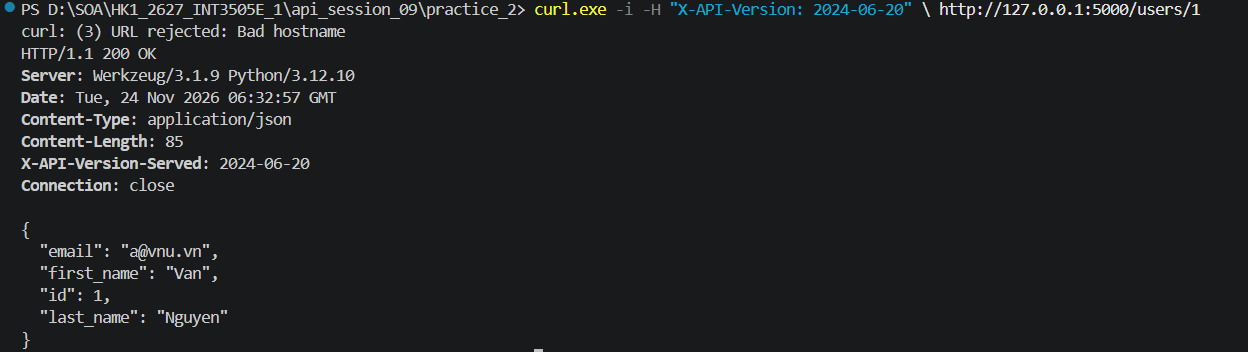 PS D:\SOA\HK1_2627_INT3505E_1\api_session_09\practice_2> curl.exe -i -H "X-API-Version: 2024-06-20" \ http://127.0.0.1:5000/users/1
curl: (3) URL rejected: Bad hostname
HTTP/1.1 200 OK
Server: Werkzeug/3.1.9 Python/3.12.10
Date: Tue, 24 Nov 2026 06:32:57 GMT
Content-Type: application/json
Content-Length: 85
X-API-Version-Served: 2024-06-20
Connection: close
{
  "email": "a@vnu.vn",
  "first_name": "Van",
  "id": 1,
  "last_name": "Nguyen"
}